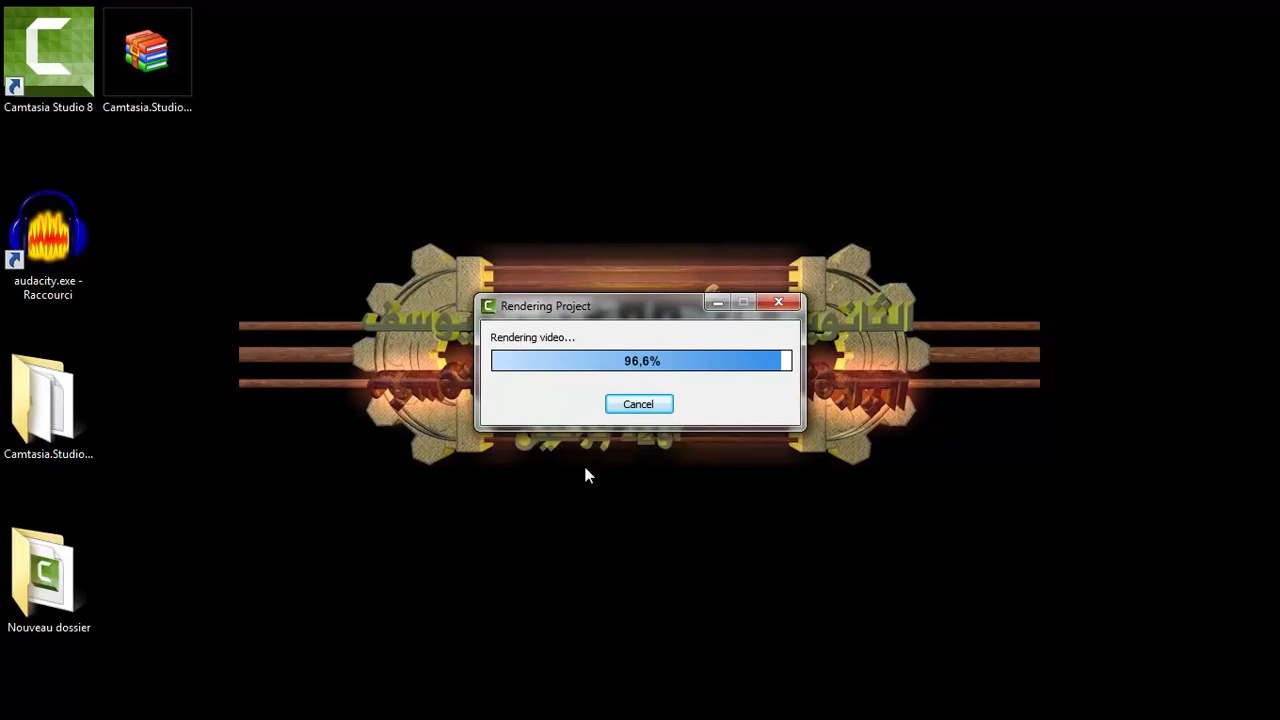 Camtasia Studio 8
Camtasia.Studio...
audacity.exe -
Raccourci
Camtasia.Studio...
Nouveau dossier
Rendering Project
Rendering video...
96,6%
Cancel